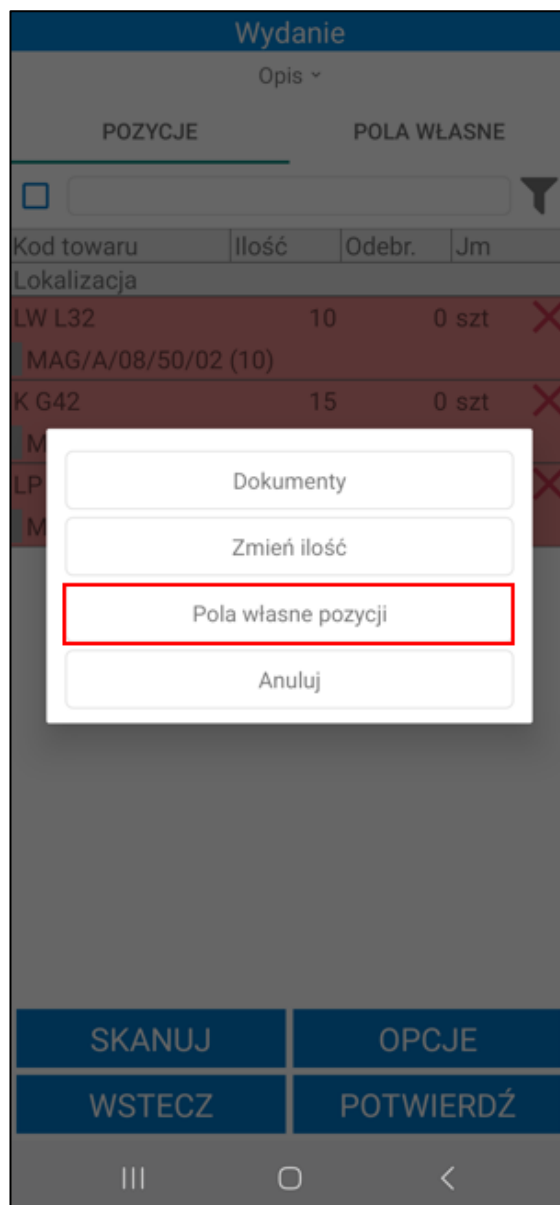 Wydanie
Opis
POZYCJE POLA WŁASNE
Kod towaru Ilość Odebr. Jm
Lokalizacja
LW L32 10 0 szt
MAG/A/08/50/02 (10)
K G42 15 0 szt
M
LP
M
Dokumenty
Zmień ilość
Pola własne pozycji
Anuluj
SKANUJ OPCJE
WSTECZ POTWIERDŹ